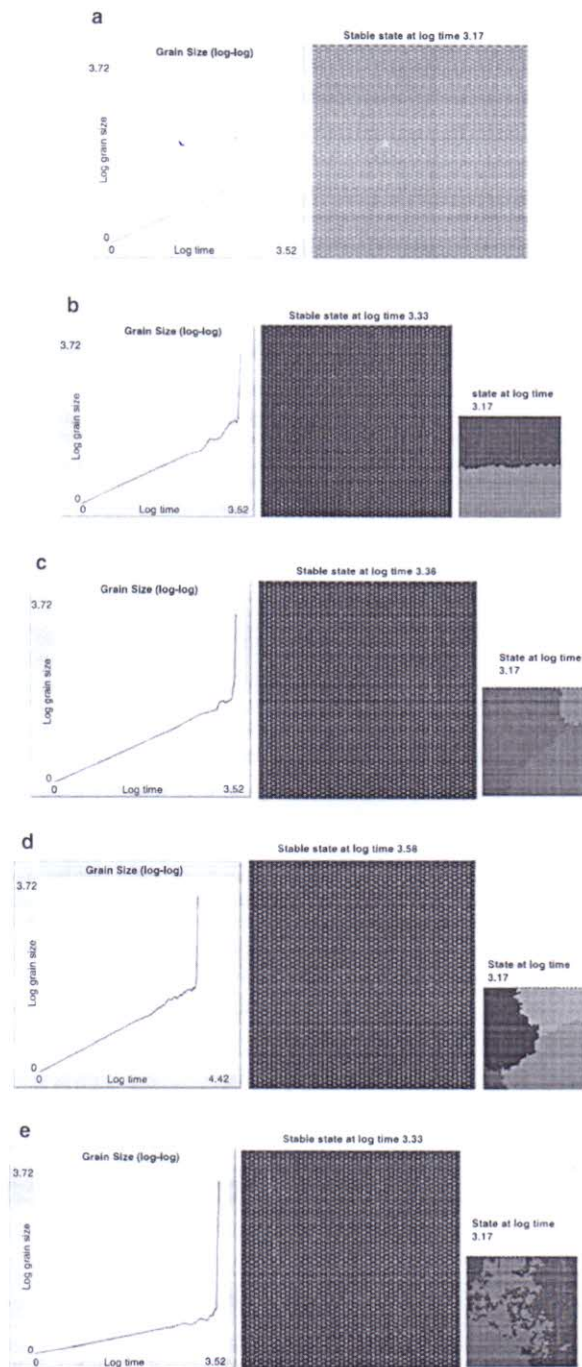 a
Stable state at log time 3.17
Grain Size (log-log)
3.72
Log grain size
0
0
Log time
3.52
b
Stable state at log time 3.33
Grain Size (log-log)
3.72
Log grain size
0
0
Log time
3.52
state at log time
3.17
c
Stable state at log time 3.36
Grain Size (log-log)
3.72
Log grain size
0
0
Log time
3.52
State at log time
3.17
d
Stable state at log time 3.58
Grain Size (log-log)
3.72
Log grain size
0
0
Log time
4.42
State at log time
3.17
e
Stable state at log time 3.33
Grain Size (log-log)
3.72
Log grain size
0
0
Log time
3.52
State at log time
3.17